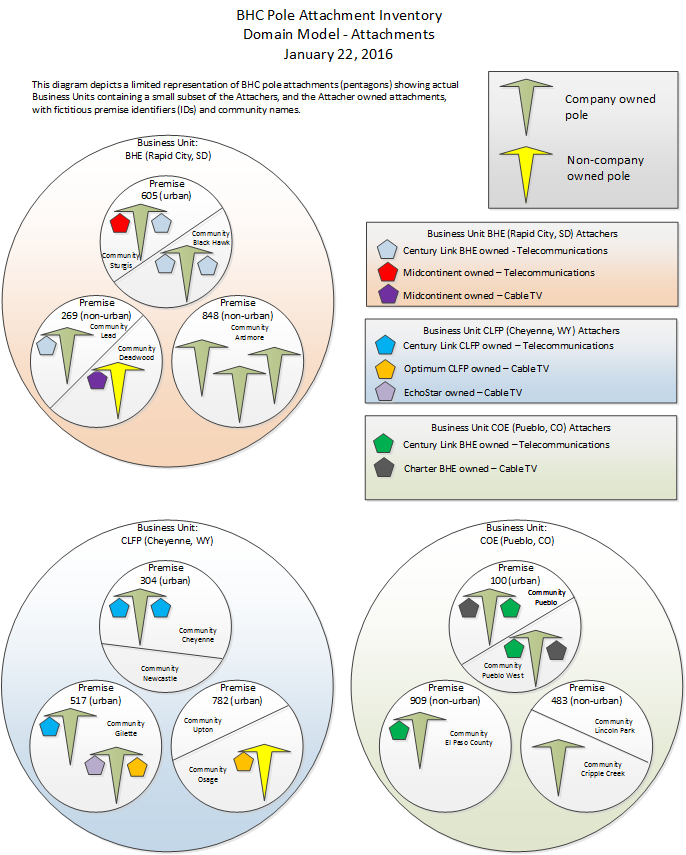 BHC Pole Attachment Inventory
Domain Model - Attachments
January 22, 2016
This diagram depicts a limited representation of BHC pole attachments (pentagons) showing actual
Business Units containing a small subset of the Attachers, and the Attacher owned attachments,
with fictitious premise identifiers (IDs) and community names.
Company owned
pole
Non-company
owned pole
Business Unit:
BHE (Rapid City, SD)
Premise
605 (urban)
Community
Black Hawk
Community
Sturgis
Premise
269 (non-urban)
Community
Lead
Community
Deadwood
Premise
848 (non-urban)
Community
Ardmore
Business Unit BHE (Rapid City, SD) Attachers
Century Link BHE owned - Telecommunications
Midcontinent owned – Telecommunications
Midcontinent owned – Cable TV
Business Unit CLFP (Cheyenne, WY) Attachers
Century Link CLFP owned – Telecommunications
Optimum CLFP owned – Cable TV
EchoStar owned – Cable TV
Business Unit COE (Pueblo, CO) Attachers
Century Link BHE owned – Telecommunications
Charter BHE owned – Cable TV
Business Unit:
CLFP (Cheyenne, WY)
Premise
304 (urban)
Community
Cheyenne
Community
Newcastle
Premise
517 (urban)
Community
Gillette
Premise
782 (urban)
Community
Upton
Community
Osage
Business Unit:
COE (Pueblo, CO)
Premise
100 (urban)
Community
Pueblo
Community
Pueblo West
Premise
909 (non-urban)
Community
El Paso County
Premise
483 (non-urban)
Community
Lincoln Park
Community
Cripple Creek